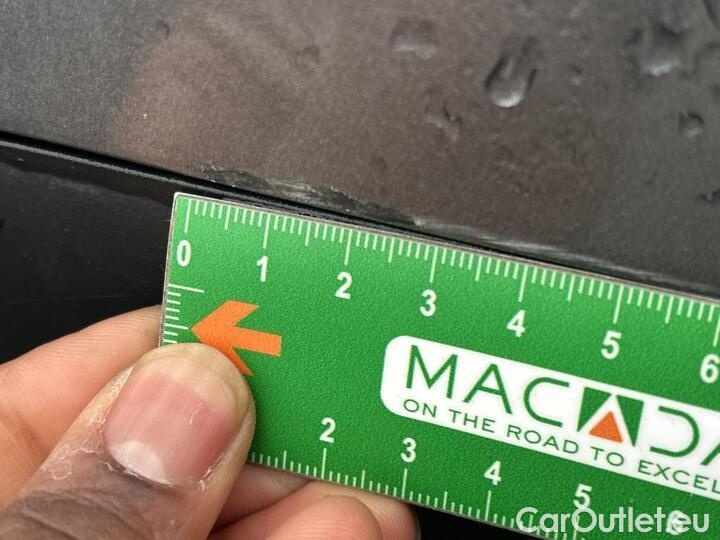 0 1 2 3 4 5 6
MACADA
ON THE ROAD TO EXCEL
2 3 4 5 6
CarOutlet.eu